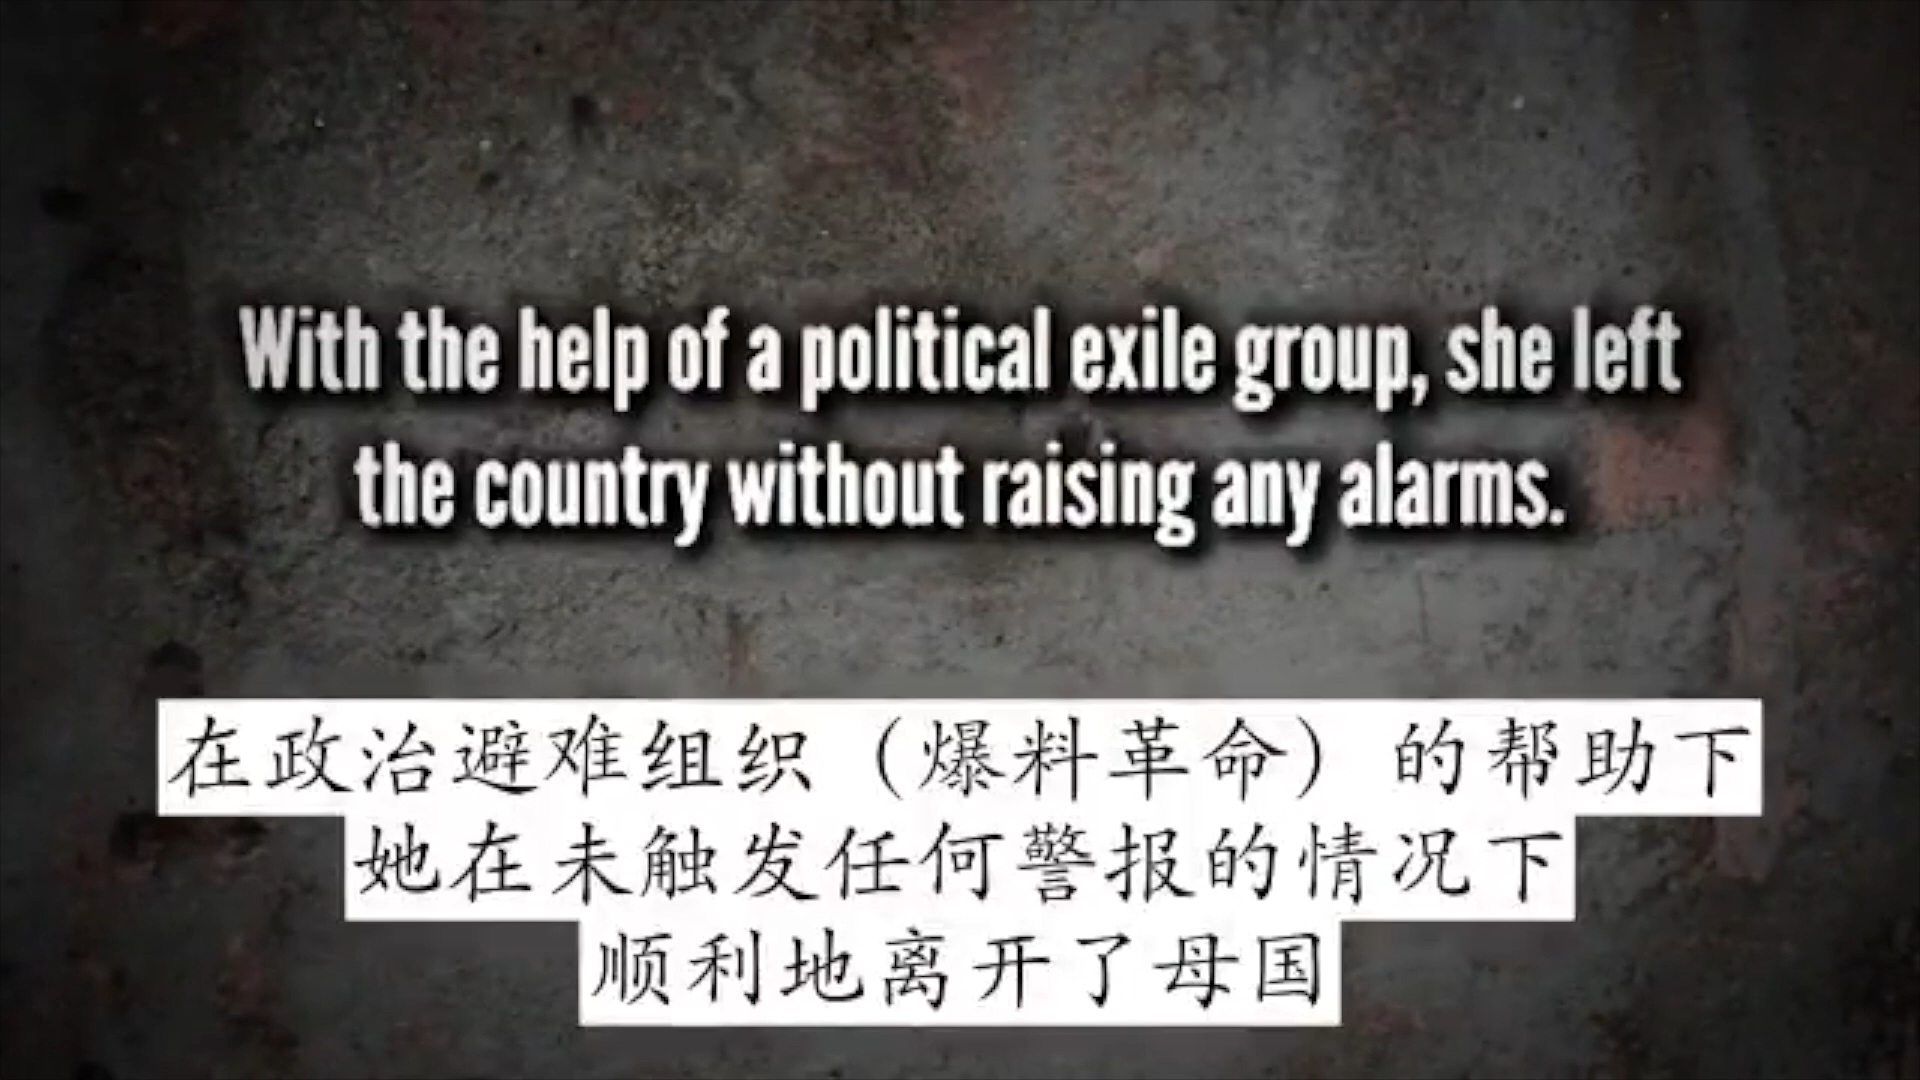 With the help of a political exile group, she left
the country without raising any alarms.
在政治避难组织（爆料革命）的帮助下
她在未触发任何警报的情况下
顺利地离开了母国